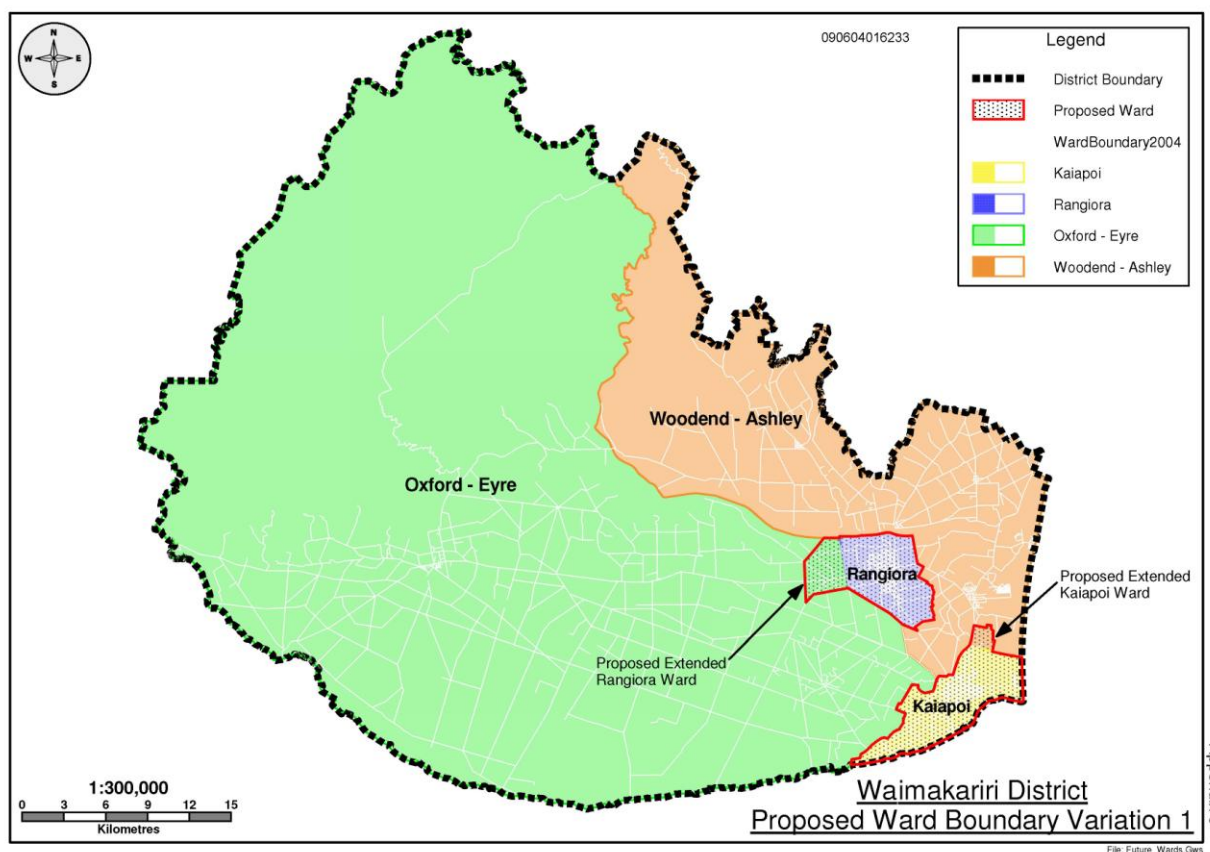 N
W E
S
090604016233
Legend
District Boundary
Proposed Ward
WardBoundary2004
Kaiapoi
Rangiora
Oxford - Eyre
Woodend - Ashley
Woodend - Ashley
Oxford - Eyre
Rangiora
Proposed Extended
Kaiapoi Ward
Proposed Extended
Rangiora Ward
Kaiapoi
1:300,000
0 3 6 9 12 15
Kilometres
Waimakariri District
Proposed Ward Boundary Variation 1
File: Future_Wards.Gws